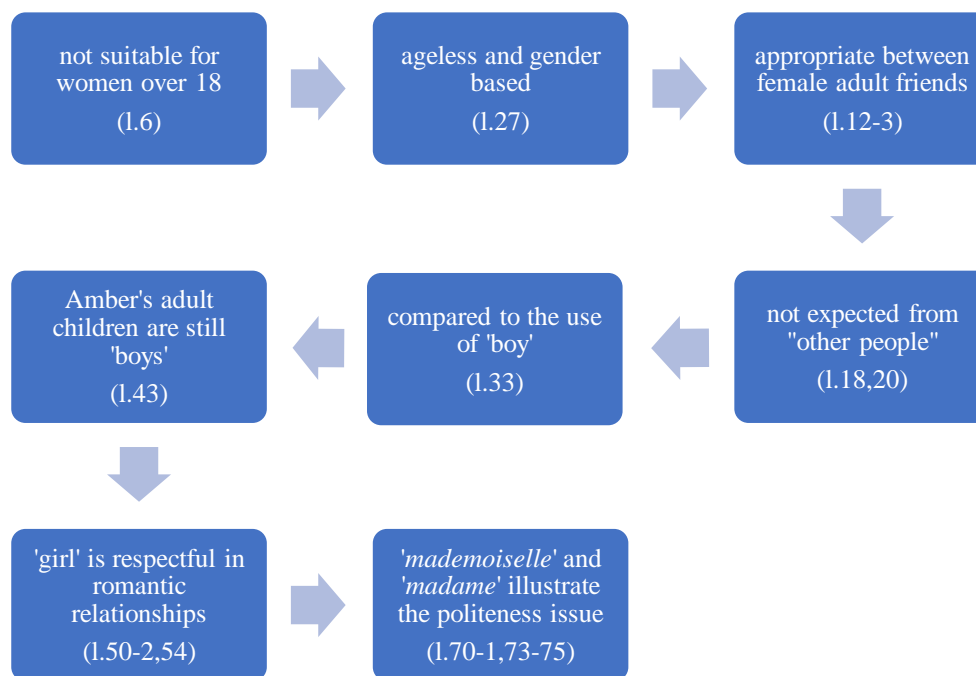 not suitable for
women over 18
(l.6)
ageless and gender
based
(l.27)
appropriate between
female adult friends
(l.12-3)
not expected from
"other people"
(l.18,20)
compared to the use
of 'boy'
(l.33)
Amber's adult
children are still
'boys'
(l.43)
'girl' is respectful in
romantic
relationships
(l.50-2,54)
'mademoiselle' and
'madame' illustrate
the politeness issue
(l.70-1,73-75)